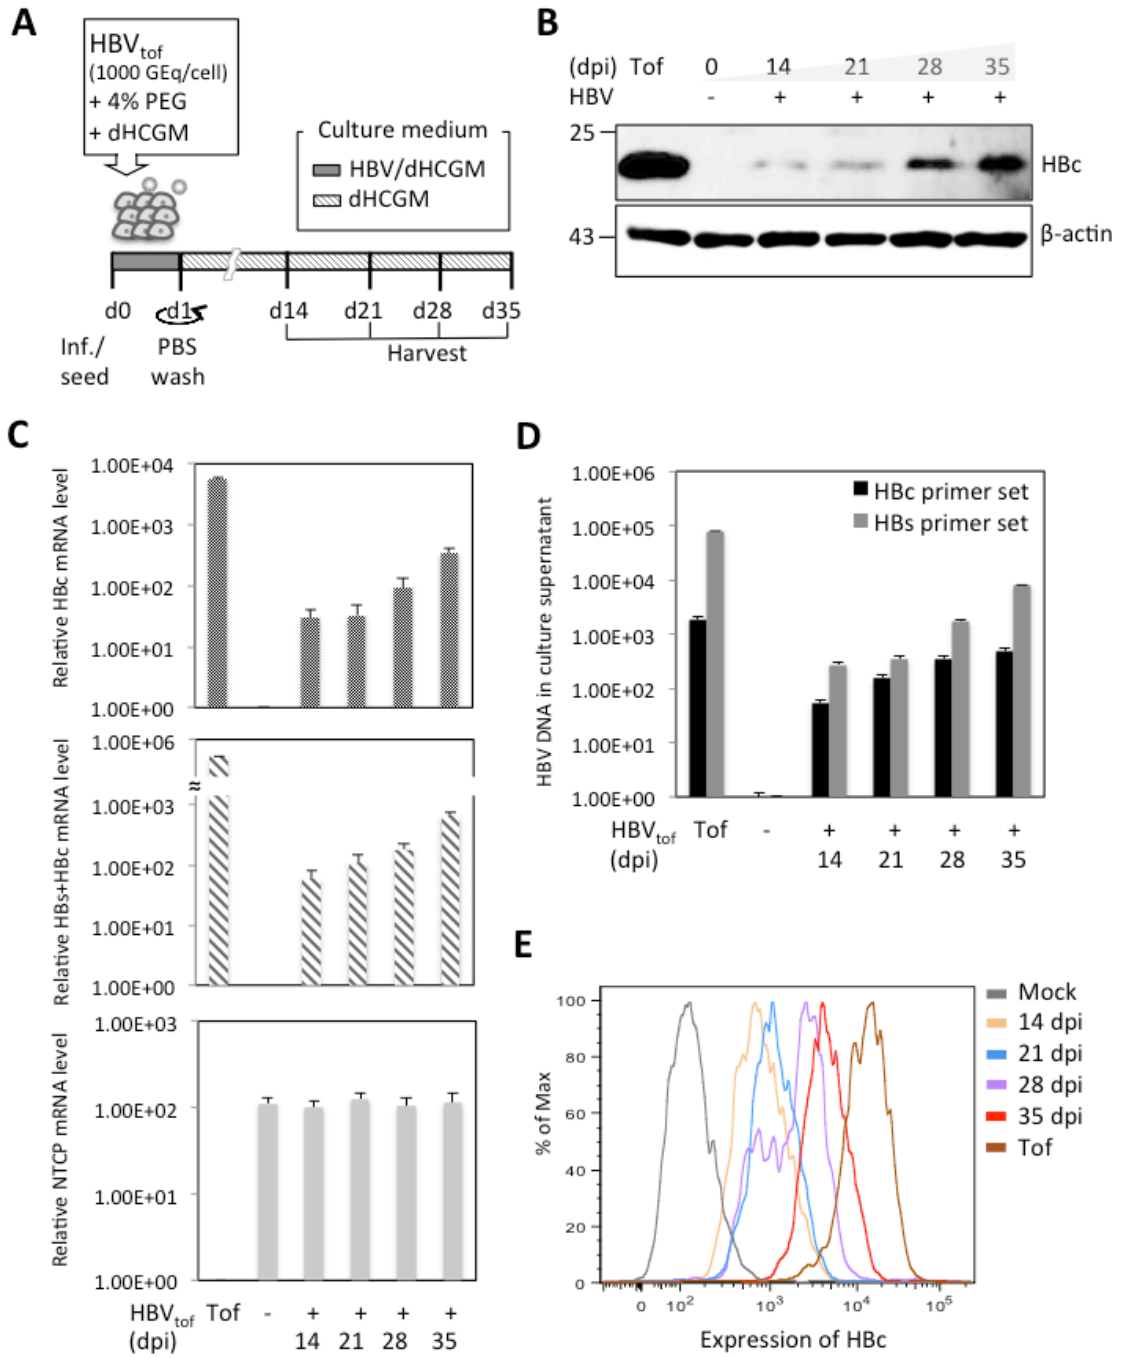 A
HBVtof
(1000 GEq/cell)
+ 4% PEG
+ dHCGM
Culture medium
HBV/dHCGM
dHCGM
d0 d1 d14 d21 d28 d35
Inf./ seed
PBS wash
Harvest
B
(dpi) Tof 0 14 21 28 35
HBV - + + + +
25
HBc
43
β-actin
C
Relative HBc mRNA level
1.00E+04
1.00E+03
1.00E+02
1.00E+01
1.00E+00
Relative HBs+HBc mRNA level
1.00E+06
≈
1.00E+03
1.00E+02
1.00E+01
1.00E+00
Relative NTCP mRNA level
1.00E+03
1.00E+02
1.00E+01
1.00E+00
HBVtof Tof - + + + +
(dpi) 14 21 28 35
D
HBV DNA in culture supernatant
1.00E+06
1.00E+05
1.00E+04
1.00E+03
1.00E+02
1.00E+01
1.00E+00
HBc primer set
HBs primer set
HBVtof Tof - + + + +
(dpi) 14 21 28 35
E
% of Max
100
80
60
40
20
0
0 10² 10³ 10⁴ 10⁵
Expression of HBc
Mock
14 dpi
21 dpi
28 dpi
35 dpi
Tof